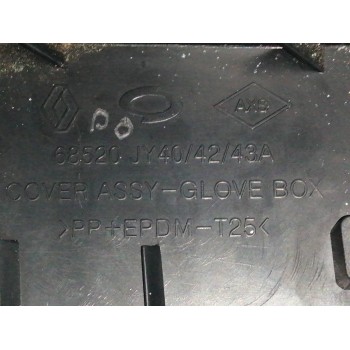 68520 JY40/42/43A
COVER ASSY-GLOVE BOX
>PP+EPDM-T25<